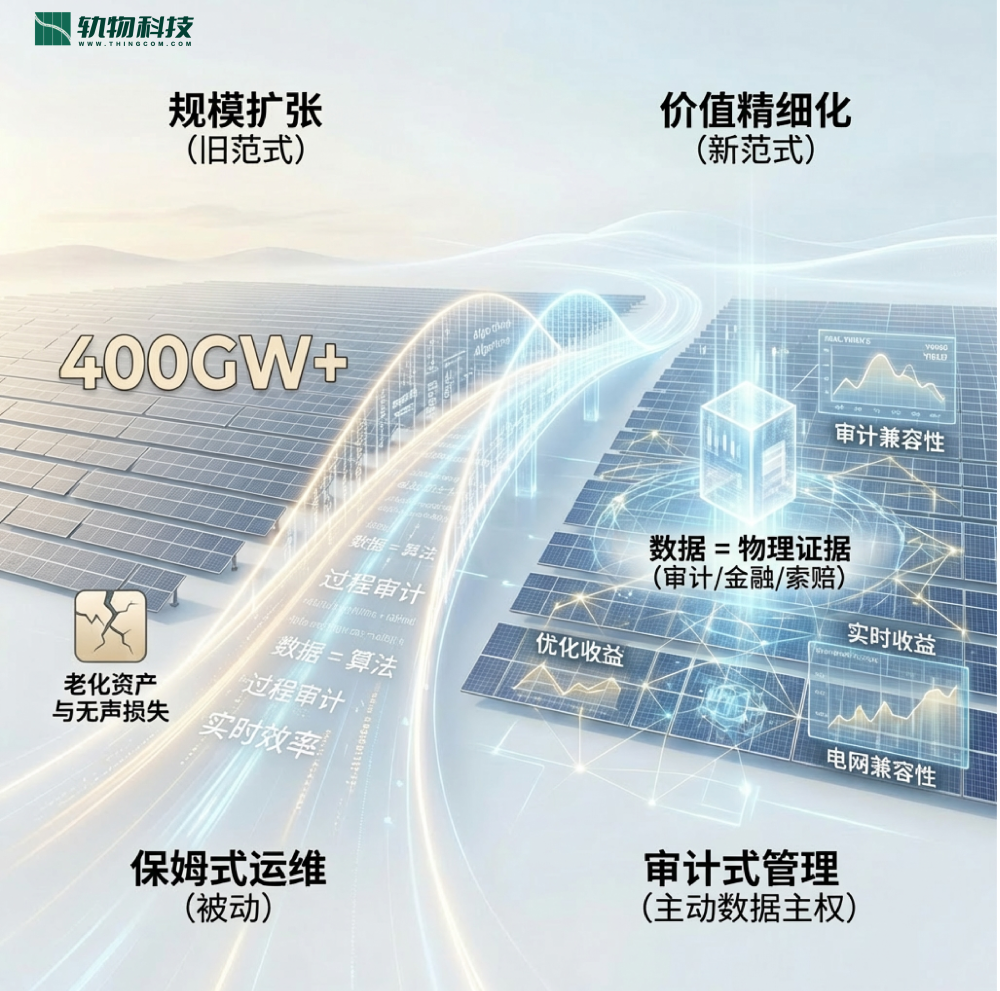 轨物科技
WWW.THINGCOM.COM
规模扩张
（旧范式）
价值精细化
（新范式）
400GW+
审计兼容性
数据 = 算法
过程审计
数据 = 算法
过程审计
实时效率
数据 = 物理证据
（审计/金融/索赔）
优化收益
实时收益
电网兼容性
老化资产
与无声损失
保姆式运维
（被动）
审计式管理
（主动数据主权）